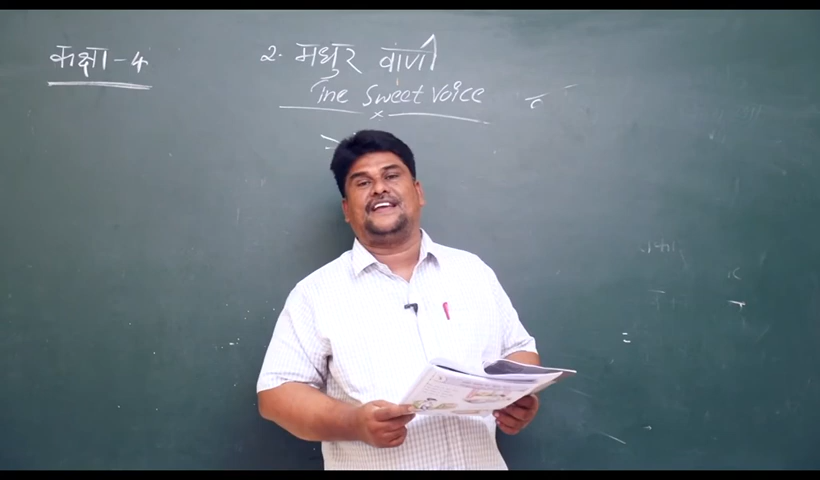 कक्षा-4
2. मधुर वाणी
The Sweet Voice
x